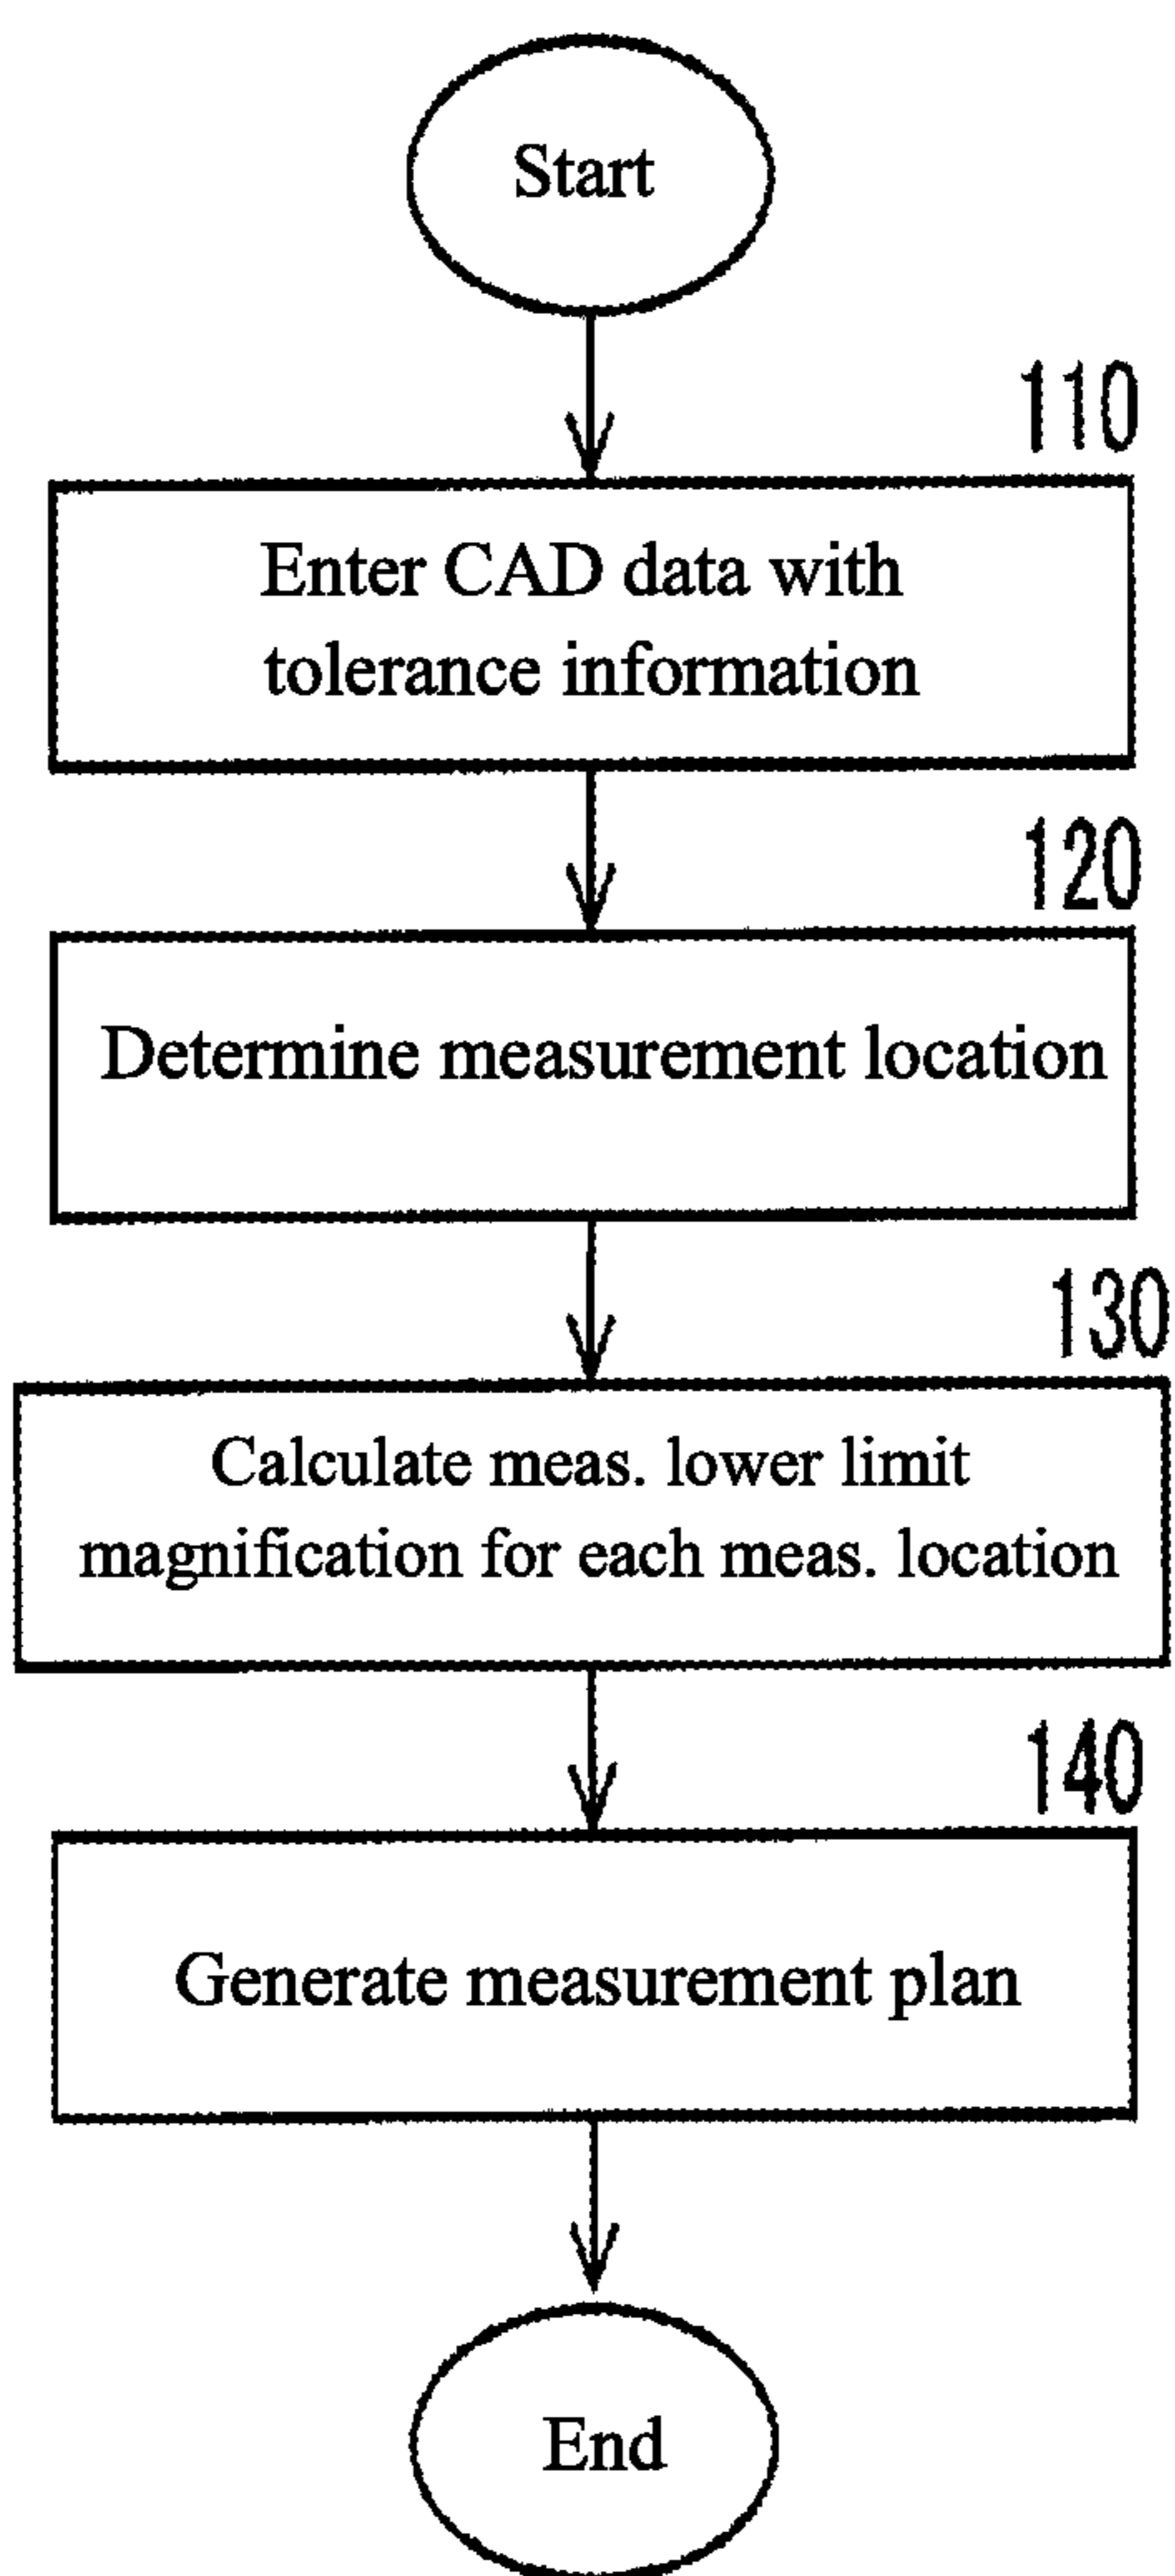 Start
110
Enter CAD data with
tolerance information
120
Determine measurement location
130
Calculate meas. lower limit
magnification for each meas. location
140
Generate measurement plan
End